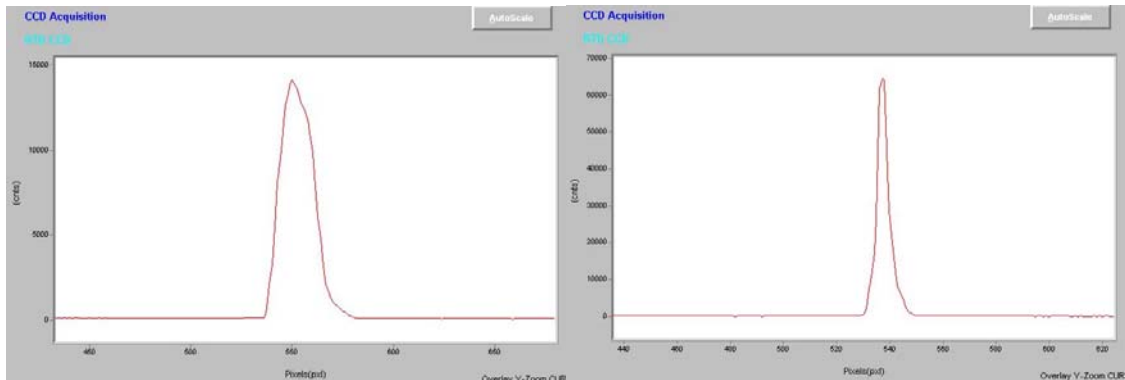 CCD Acquisition
AutoScale
15000
10000
5000
0
(cnts)
450
500
550
600
650
Pixels(pxl)
Overlay Y-Zoom CUR
CCD Acquisition
AutoScale
70000
60000
50000
40000
30000
20000
10000
0
(cnts)
440
460
480
500
520
540
560
580
600
620
Pixels(pxl)
Overlay Y-Zoom CUR